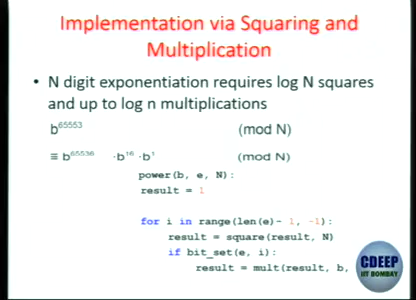 Implementation via Squaring and
Multiplication
• N digit exponentiation requires log N squares
and up to log n multiplications
b⁶⁵⁵⁵³ (mod N)
≡ b⁶⁵⁵³⁶ ·b¹⁶ ·b¹ (mod N)
power(b, e, N):
result = 1
for i in range(len(e)- 1, -1):
result = square(result, N)
if bit_set(e, i):
result = mult(result, b,
CDEEP
IIT BOMBAY